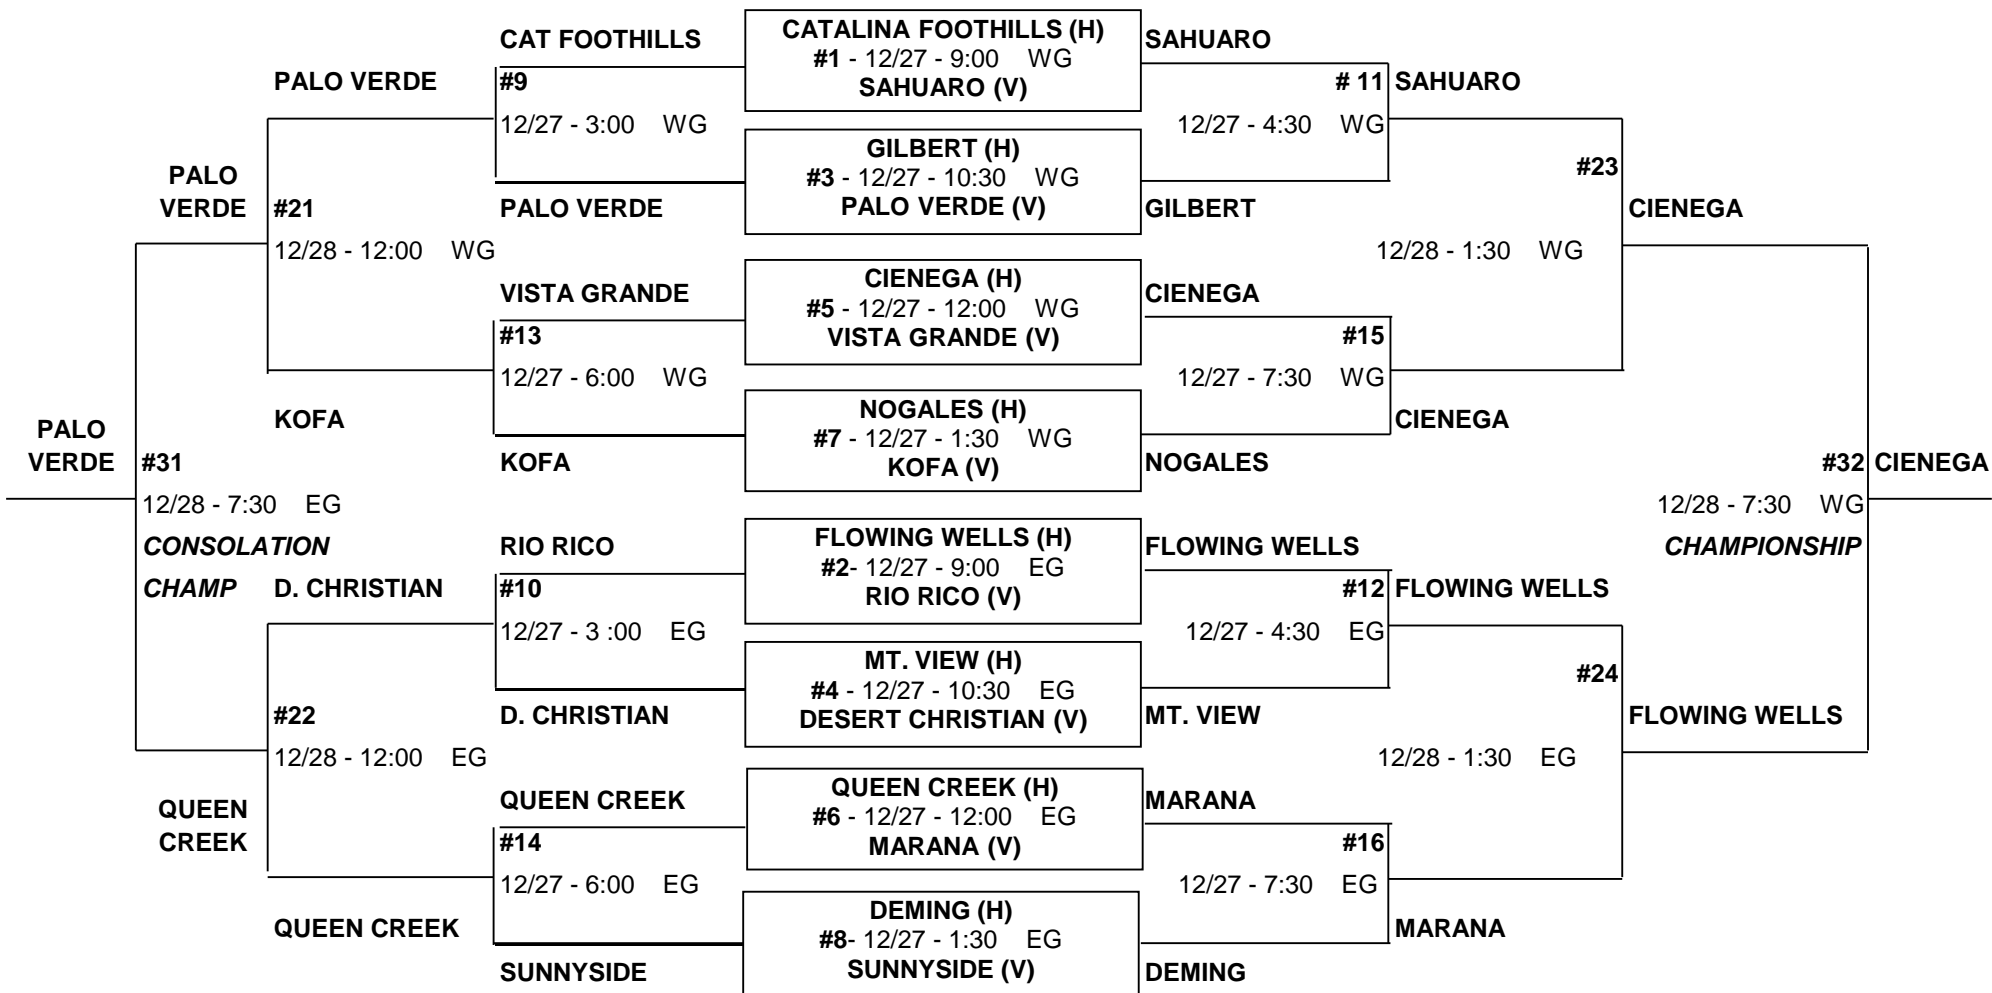 CAT FOOTHILLS CATALINA FOOTHILLS (H) SAHUARO
#1 - 12/27 - 9:00 WG
PALO VERDE #9 SAHUARO (V) # 11 SAHUARO
12/27 - 3:00 WG 12/27 - 4:30 WG
GILBERT (H)
PALO #3 - 12/27 - 10:30 WG #23
VERDE #21 PALO VERDE PALO VERDE (V) GILBERT CIENEGA
12/28 - 12:00 WG 12/28 - 1:30 WG
CIENEGA (H)
VISTA GRANDE #5 - 12/27 - 12:00 WG CIENEGA
#13 VISTA GRANDE (V) #15
12/27 - 6:00 WG 12/27 - 7:30 WG
KOFA NOGALES (H) CIENEGA
PALO #7 - 12/27 - 1:30 WG
VERDE #31 KOFA KOFA (V) NOGALES #32 CIENEGA
12/28 - 7:30 EG 12/28 - 7:30 WG
CONSOLATION RIO RICO FLOWING WELLS (H) FLOWING WELLS CHAMPIONSHIP
#2- 12/27 - 9:00 EG
CHAMP D. CHRISTIAN #10 RIO RICO (V) #12 FLOWING WELLS
12/27 - 3 :00 EG 12/27 - 4:30 EG
MT. VIEW (H)
#4 - 12/27 - 10:30 EG #24
#22 D. CHRISTIAN DESERT CHRISTIAN (V) MT. VIEW FLOWING WELLS
12/28 - 12:00 EG 12/28 - 1:30 EG
QUEEN QUEEN CREEK QUEEN CREEK (H) MARANA
#6 - 12/27 - 12:00 EG
CREEK #14 MARANA (V) #16
12/27 - 6:00 EG 12/27 - 7:30 EG
QUEEN CREEK DEMING (H) MARANA
#8- 12/27 - 1:30 EG
SUNNYSIDE SUNNYSIDE (V) DEMING